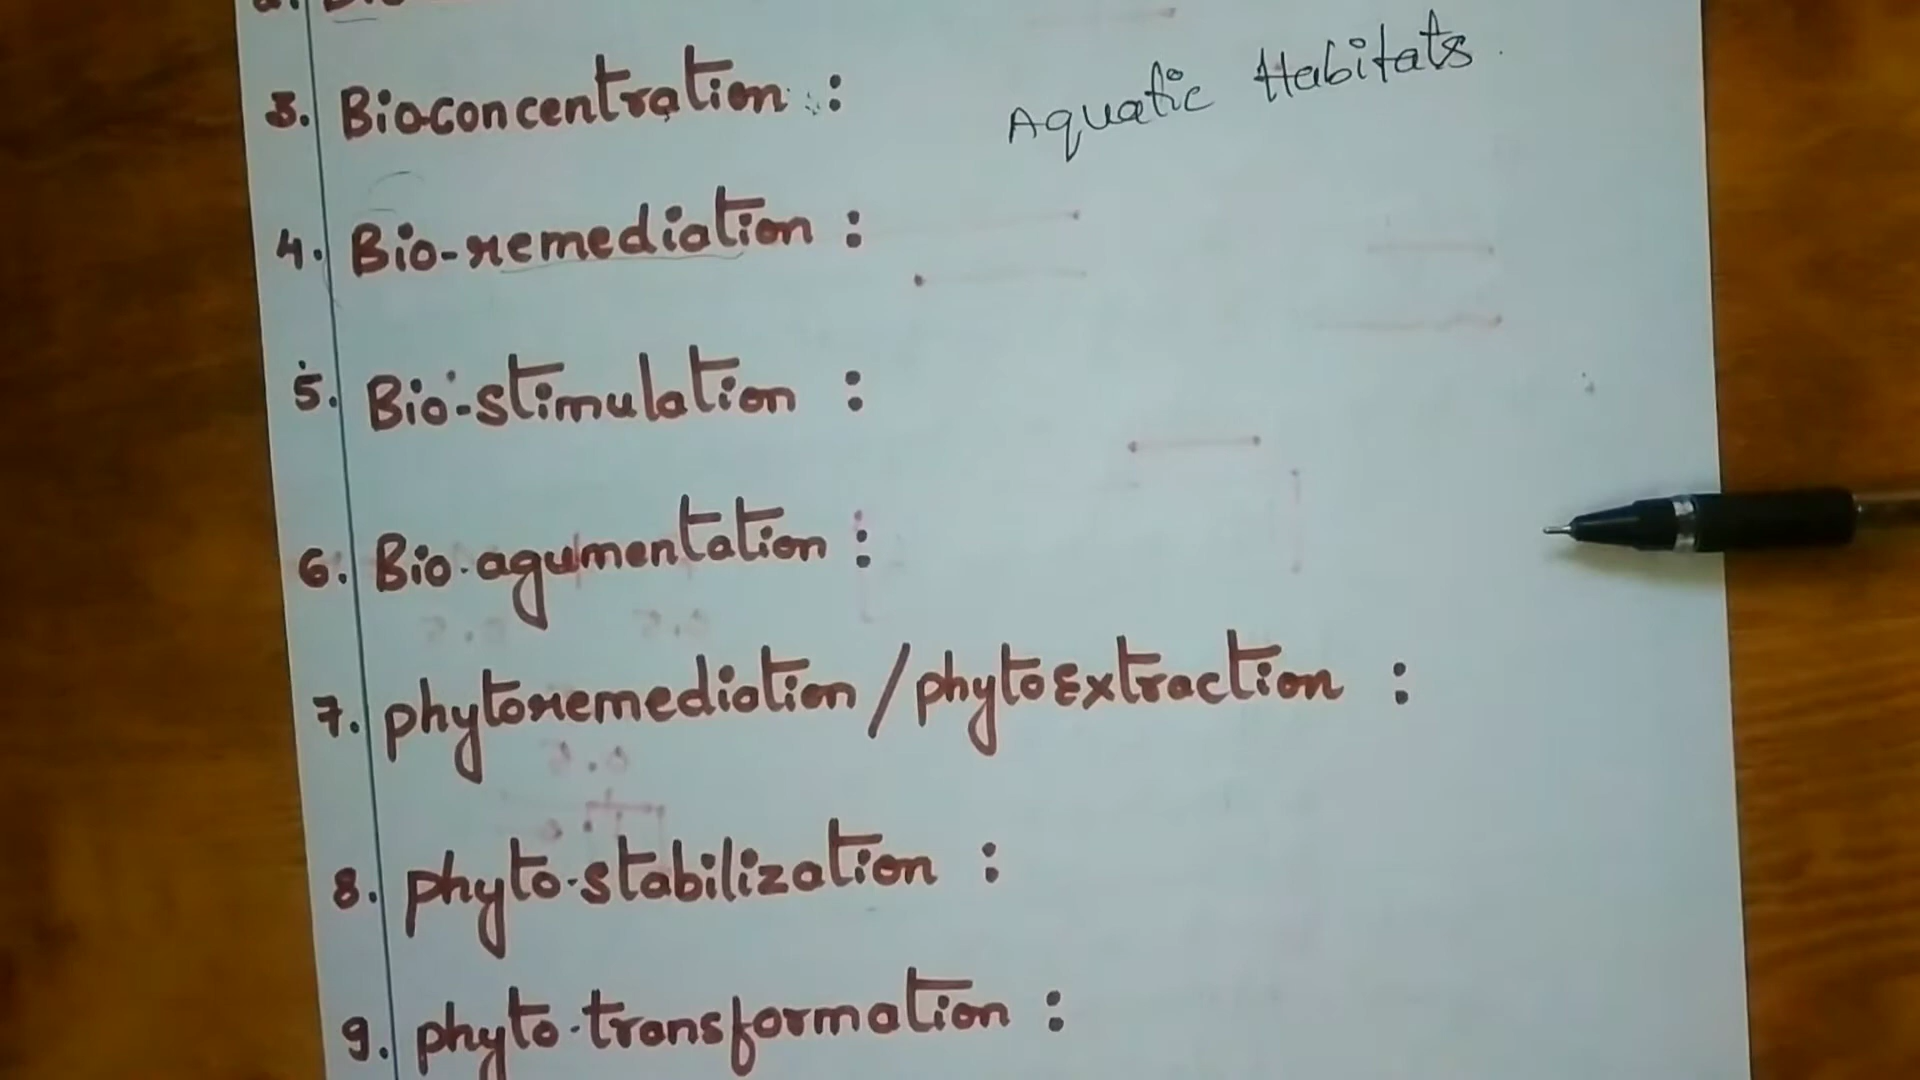 3. Bioconcentration :
Aquatic Habitats.
4. Bio-remediation :
5. Bio-stimulation :
6. Bio-agumentation :
7. phytoremediation / phytoExtraction :
8. phyto-stabilization :
9. phyto-transformation :